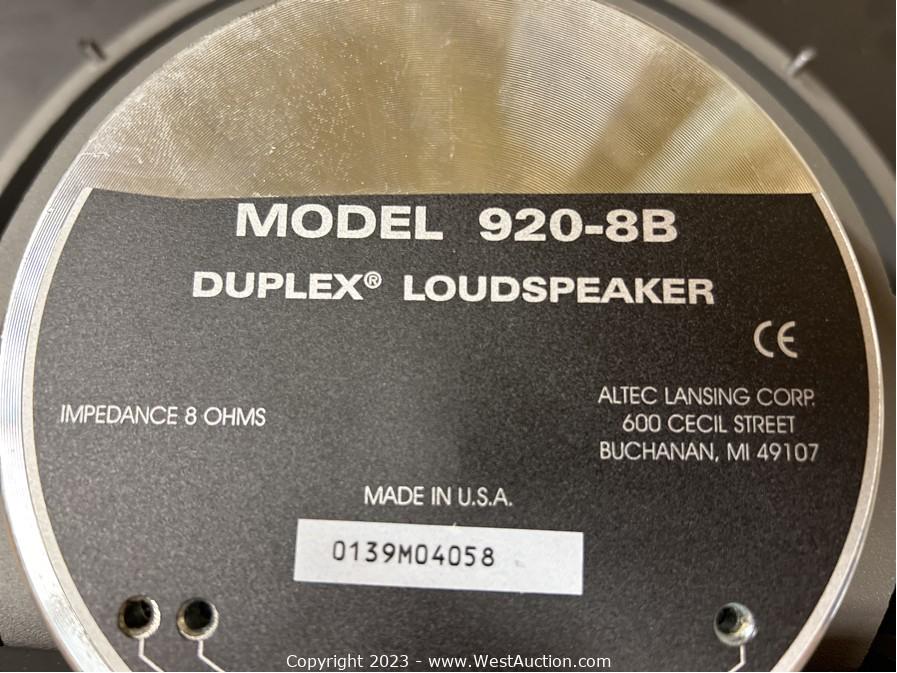 MODEL 920-8B
DUPLEX® LOUDSPEAKER
CE
IMPEDANCE 8 OHMS
ALTEC LANSING CORP.
600 CECIL STREET
BUCHANAN, MI 49107
MADE IN U.S.A.
0139M04058
Copyright 2023 - www.WestAuction.com